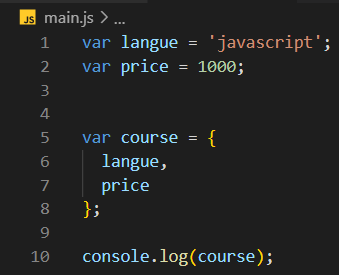 JS main.js > ...
1 var langue = 'javascript';
2 var price = 1000;
3
4
5 var course = {
6 langue,
7 price
8 };
9
10 console.log(course);